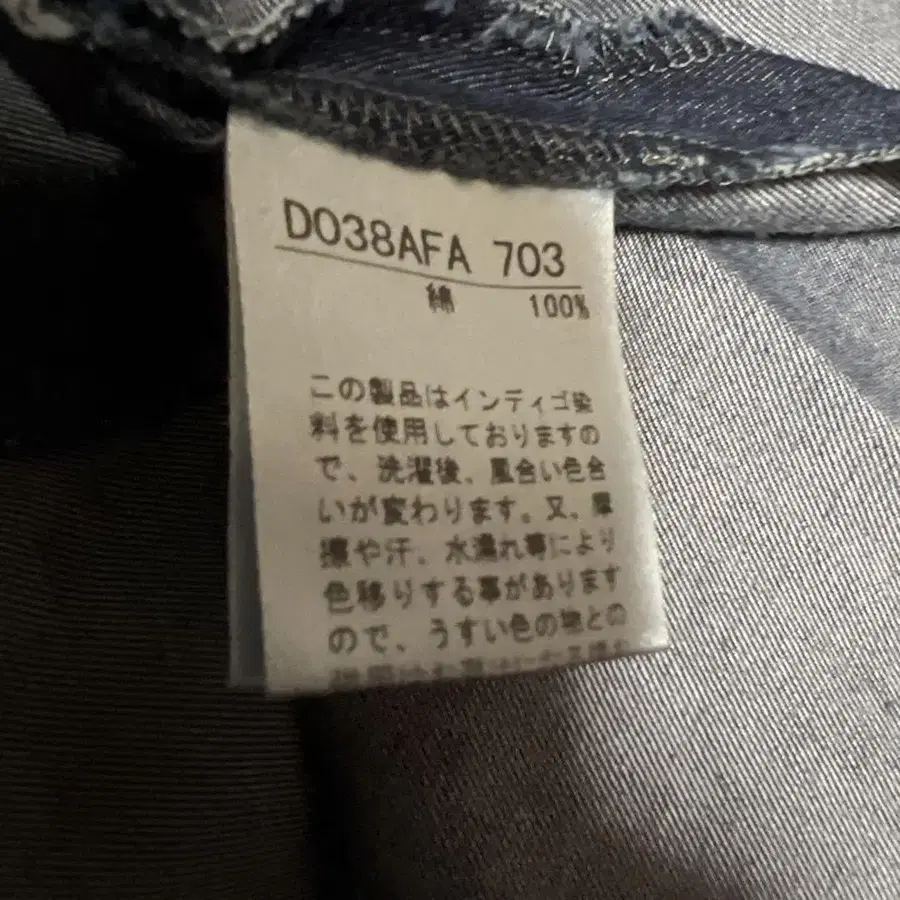 D038AFA 703
綿 100%
この製品はインディゴ染
料を使用しておりますの
で、洗濯後、風合い色合
いが変わります。又、摩
擦や汗、水濡れ等により
色移りする事があります
ので、うすい色の地との